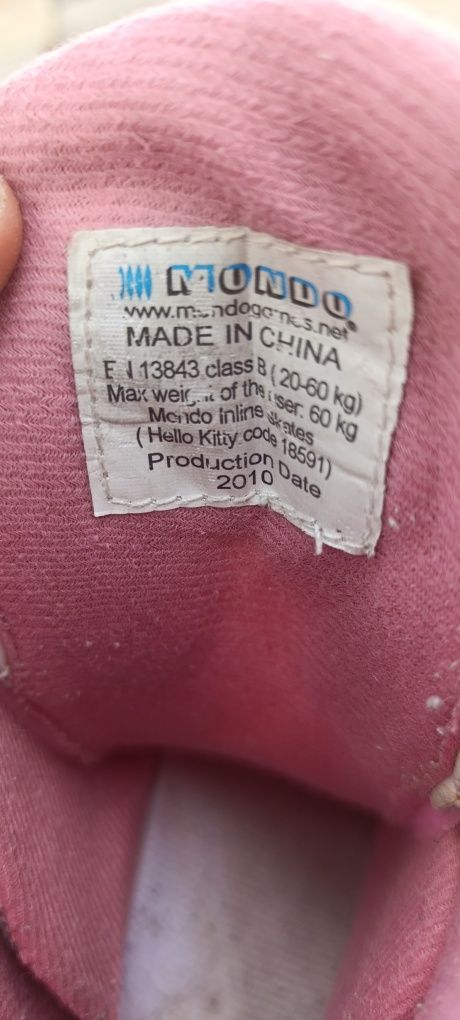 MONDO
www.mondogames.net
MADE IN CHINA
EN 13843 class B (20-60 kg)
Max weight of the user: 60 kg
Mondo inline skates
(Hello Kitty code 18591)
Production Date
2010